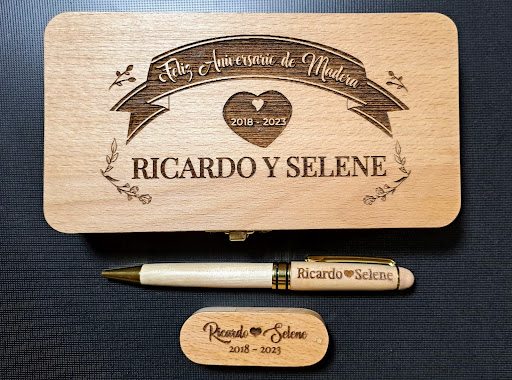 Feliz Aniversario de Madera
2018 - 2023
RICARDO Y SELENE
Ricardo Selene
Ricardo Selene
2018 - 2023